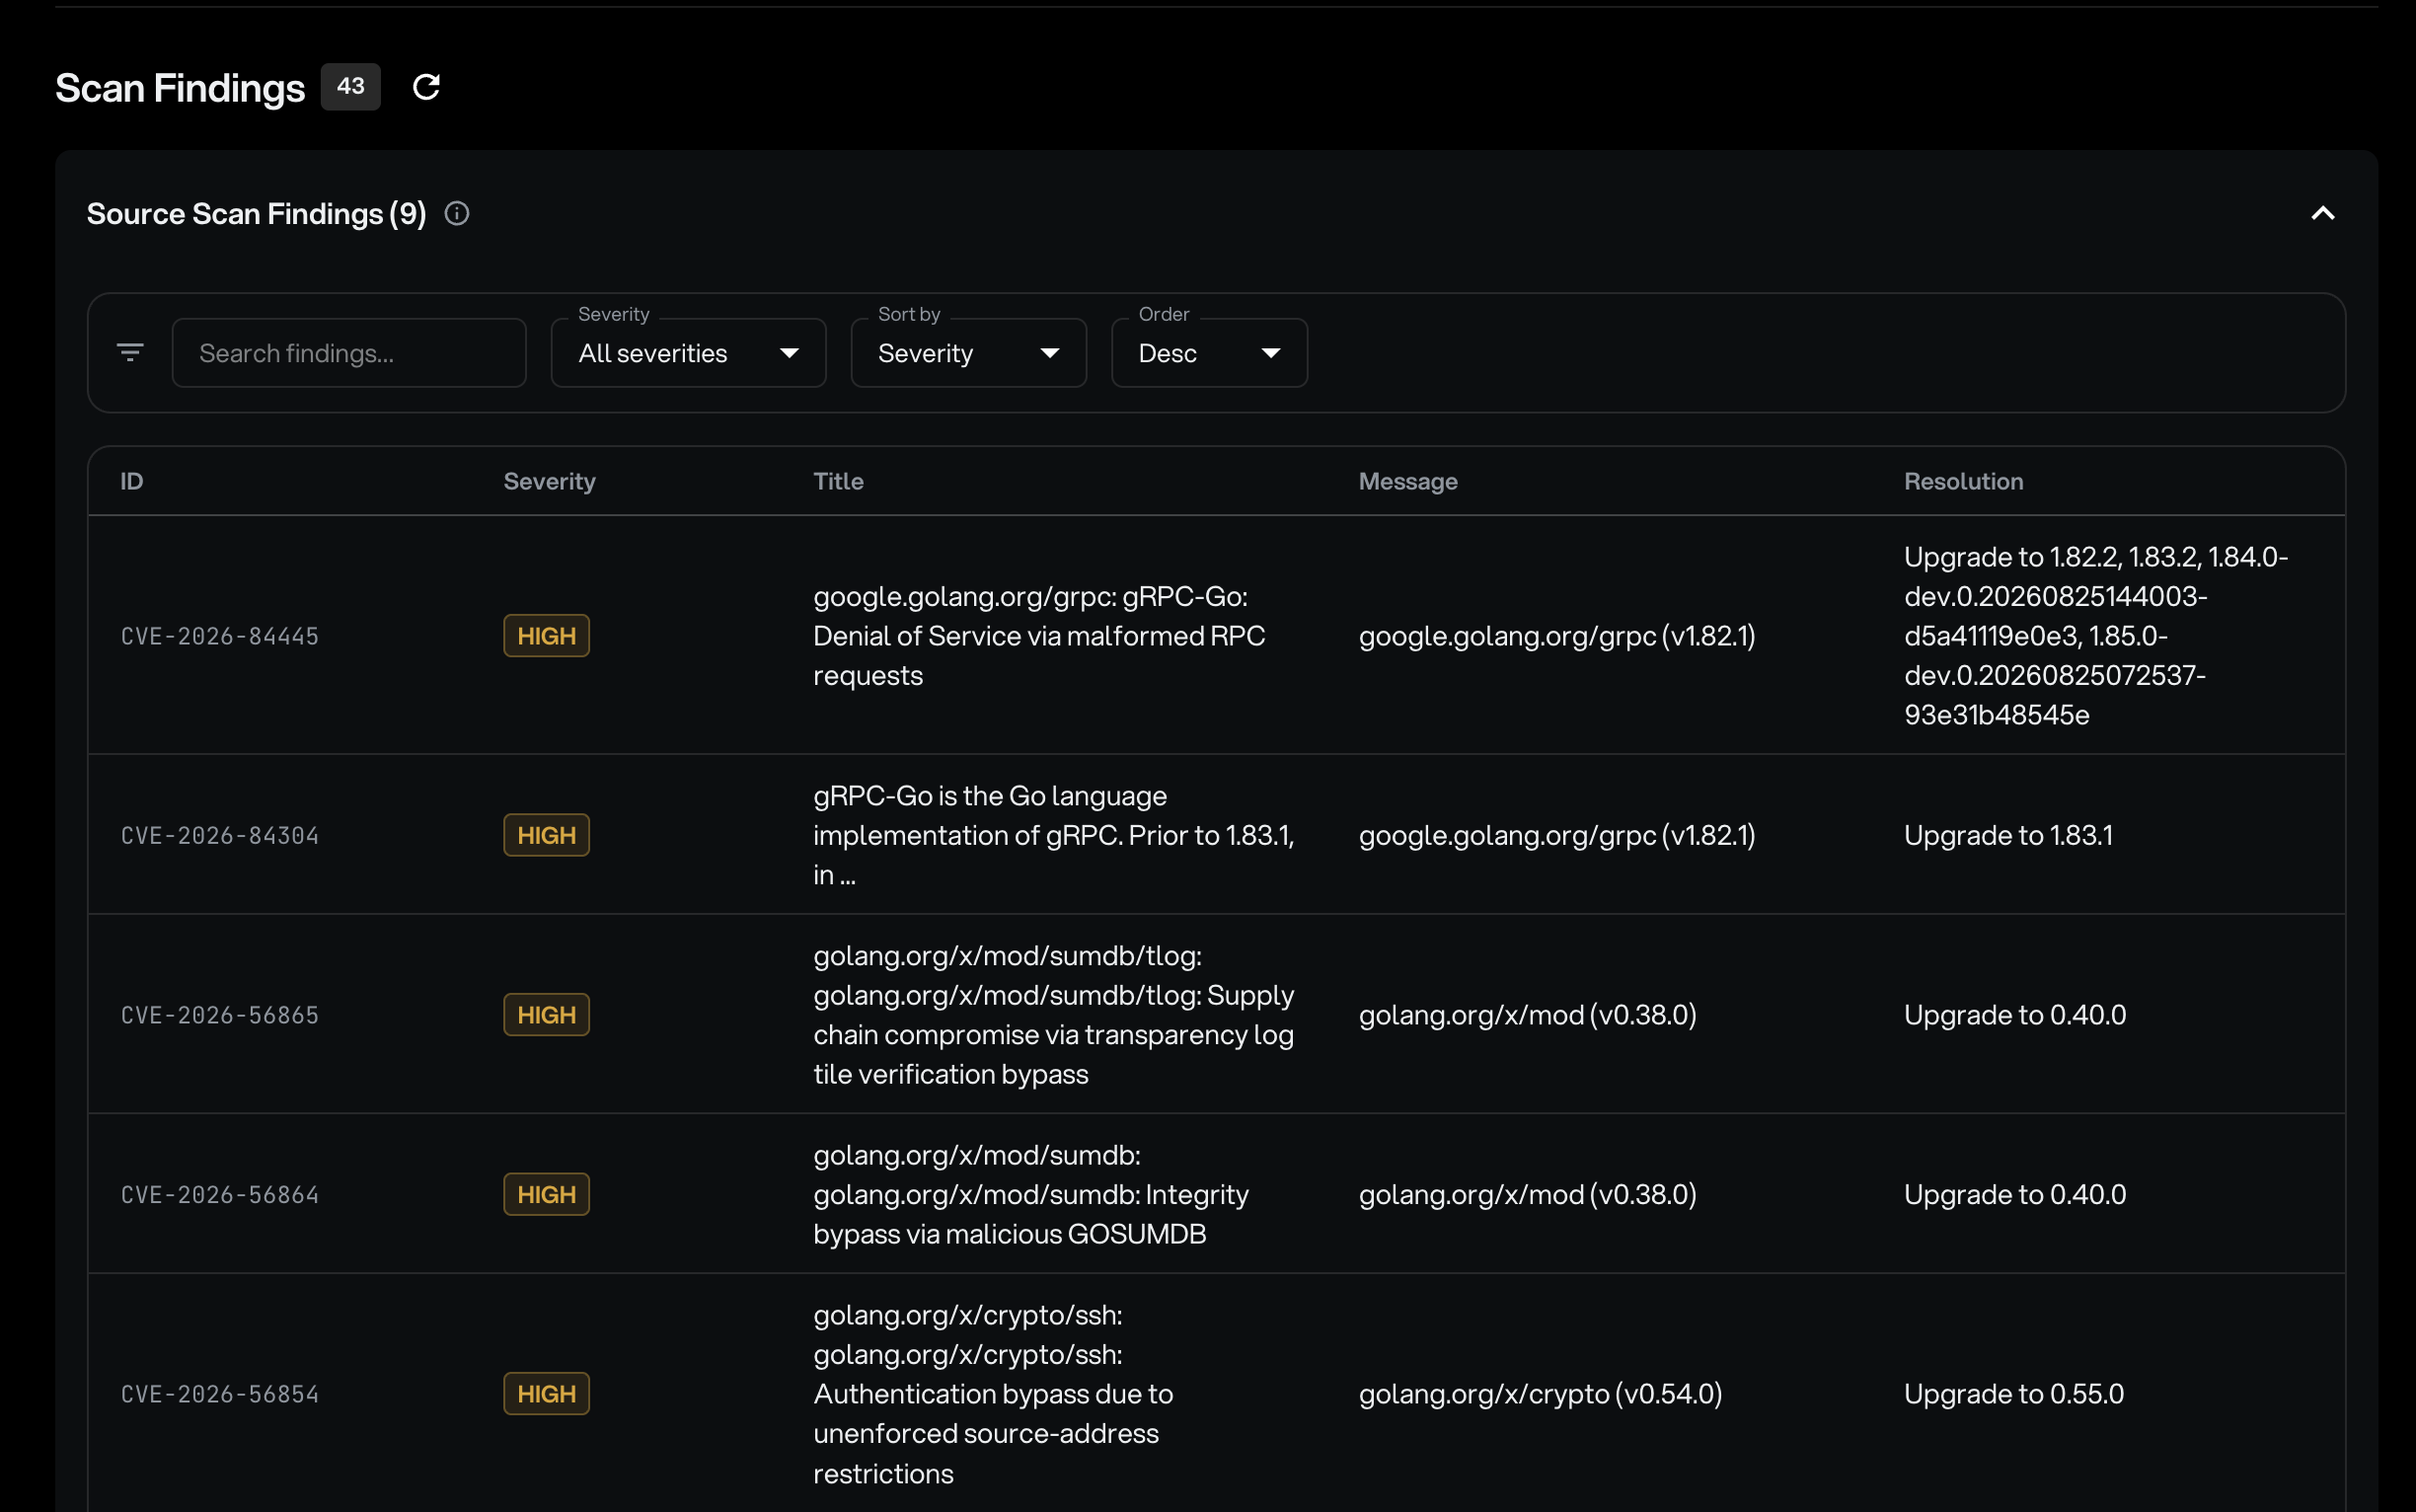 Scan Findings 43
Source Scan Findings (9)
Severity Sort by Order
Search findings... All severities Severity Desc
ID Severity Title Message Resolution
CVE-2026-84445
HIGH
google.golang.org/grpc: gRPC-Go:
Denial of Service via malformed RPC
requests
google.golang.org/grpc (v1.82.1)
Upgrade to 1.82.2, 1.83.2, 1.84.0-
dev.0.20260825144003-
d5a41119e0e3, 1.85.0-
dev.0.20260825072537-
93e31b48545e
CVE-2026-84304
HIGH
gRPC-Go is the Go language
implementation of gRPC. Prior to 1.83.1,
in ...
google.golang.org/grpc (v1.82.1)
Upgrade to 1.83.1
CVE-2026-56865
HIGH
golang.org/x/mod/sumdb/tlog:
golang.org/x/mod/sumdb/tlog: Supply
chain compromise via transparency log
tile verification bypass
golang.org/x/mod (v0.38.0)
Upgrade to 0.40.0
CVE-2026-56864
HIGH
golang.org/x/mod/sumdb:
golang.org/x/mod/sumdb: Integrity
bypass via malicious GOSUMDB
golang.org/x/mod (v0.38.0)
Upgrade to 0.40.0
CVE-2026-56854
HIGH
golang.org/x/crypto/ssh:
golang.org/x/crypto/ssh:
Authentication bypass due to
unenforced source-address
restrictions
golang.org/x/crypto (v0.54.0)
Upgrade to 0.55.0